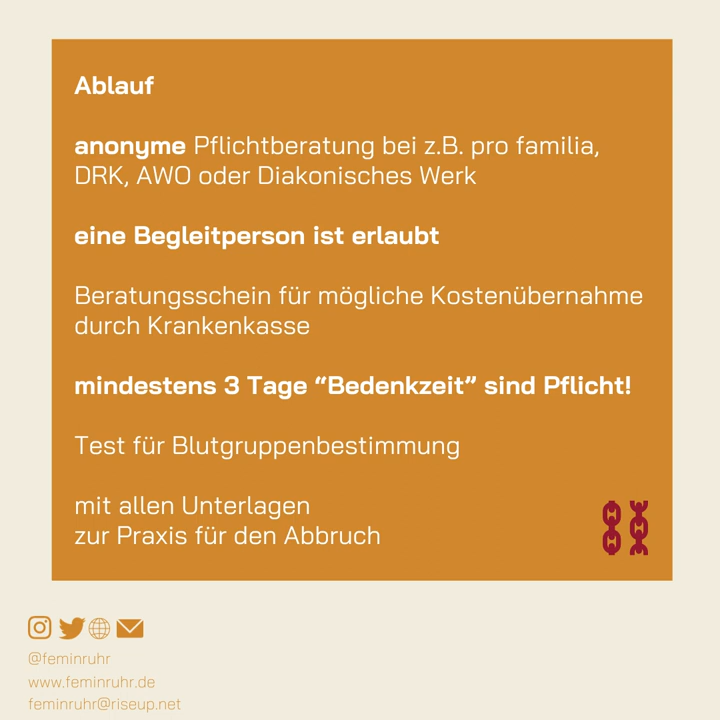 Ablauf
anonyme Pflichtberatung bei z.B. pro familia,
DRK, AWO oder Diakonisches Werk
eine Begleitperson ist erlaubt
Beratungsschein für mögliche Kostenübernahme
durch Krankenkasse
mindestens 3 Tage “Bedenkzeit” sind Pflicht!
Test für Blutgruppenbestimmung
mit allen Unterlagen
zur Praxis für den Abbruch
@feminruhr
www.feminruhr.de
feminruhr@riseup.net